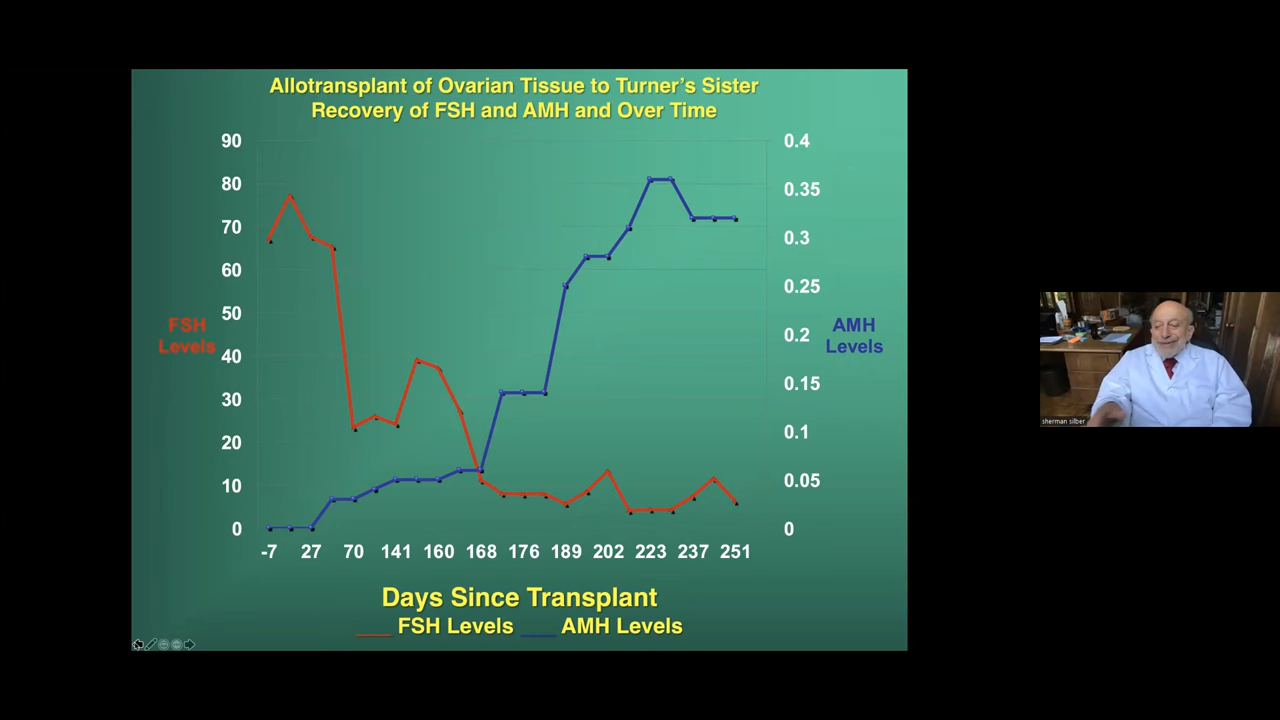 Allotransplant of Ovarian Tissue to Turner's Sister
Recovery of FSH and AMH and Over Time
90
80
70
60
50
40
30
20
10
0
FSH
Levels
0.4
0.35
0.3
0.25
0.2
0.15
0.1
0.05
0
AMH
Levels
-7 27 70 141 160 168 176 189 202 223 237 251
Days Since Transplant
FSH Levels AMH Levels
sherman silber